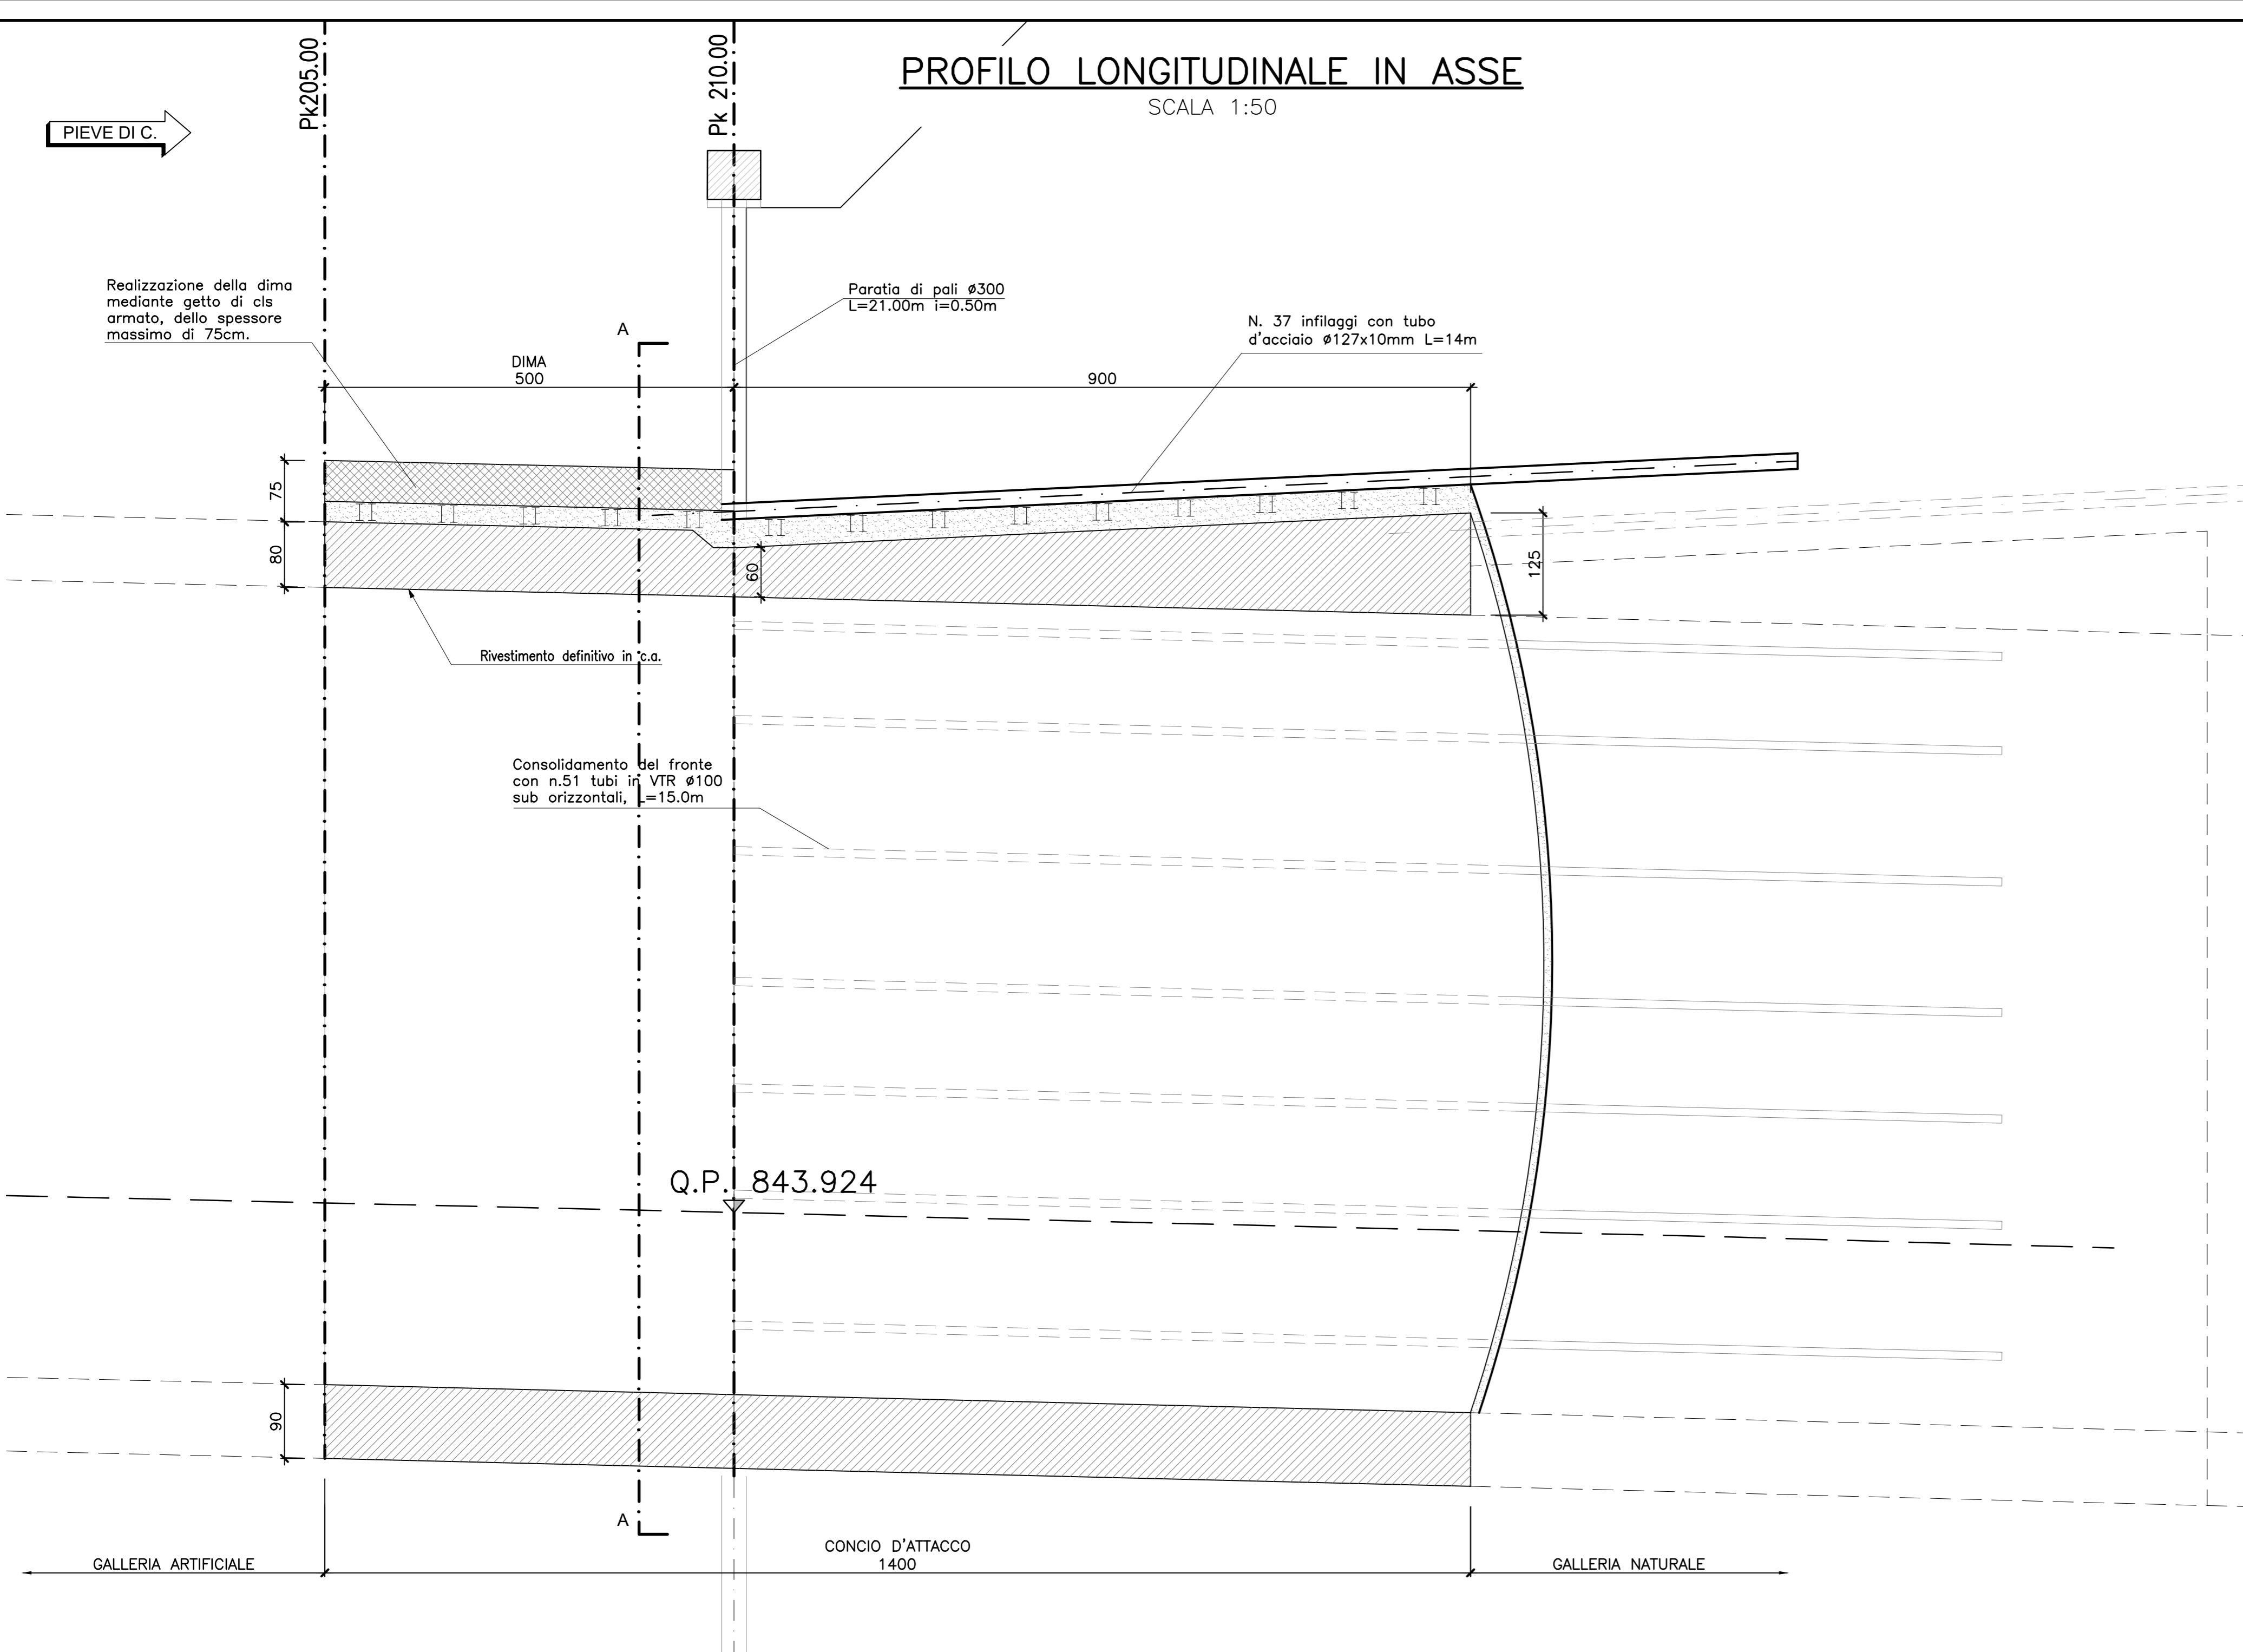 PROFILO LONGITUDINALE IN ASSE
SCALA 1:50
Pk205.00
Pk 210.00
PIEVE DI C.
Realizzazione della dima
mediante getto di cls
armato, dello spessore
massimo di 75cm.
Paratia di pali ø300
L=21.00m i=0.50m
N. 37 infilaggi con tubo
d'acciaio ø127x10mm L=14m
A
DIMA
500
900
75
80
60
125
Rivestimento definitivo in c.a.
Consolidamento del fronte
con n.51 tubi in VTR ø100
sub orizzontali, L=15.0m
Q.P. 843.924
90
A
CONCIO D'ATTACCO
1400
GALLERIA ARTIFICIALE
GALLERIA NATURALE